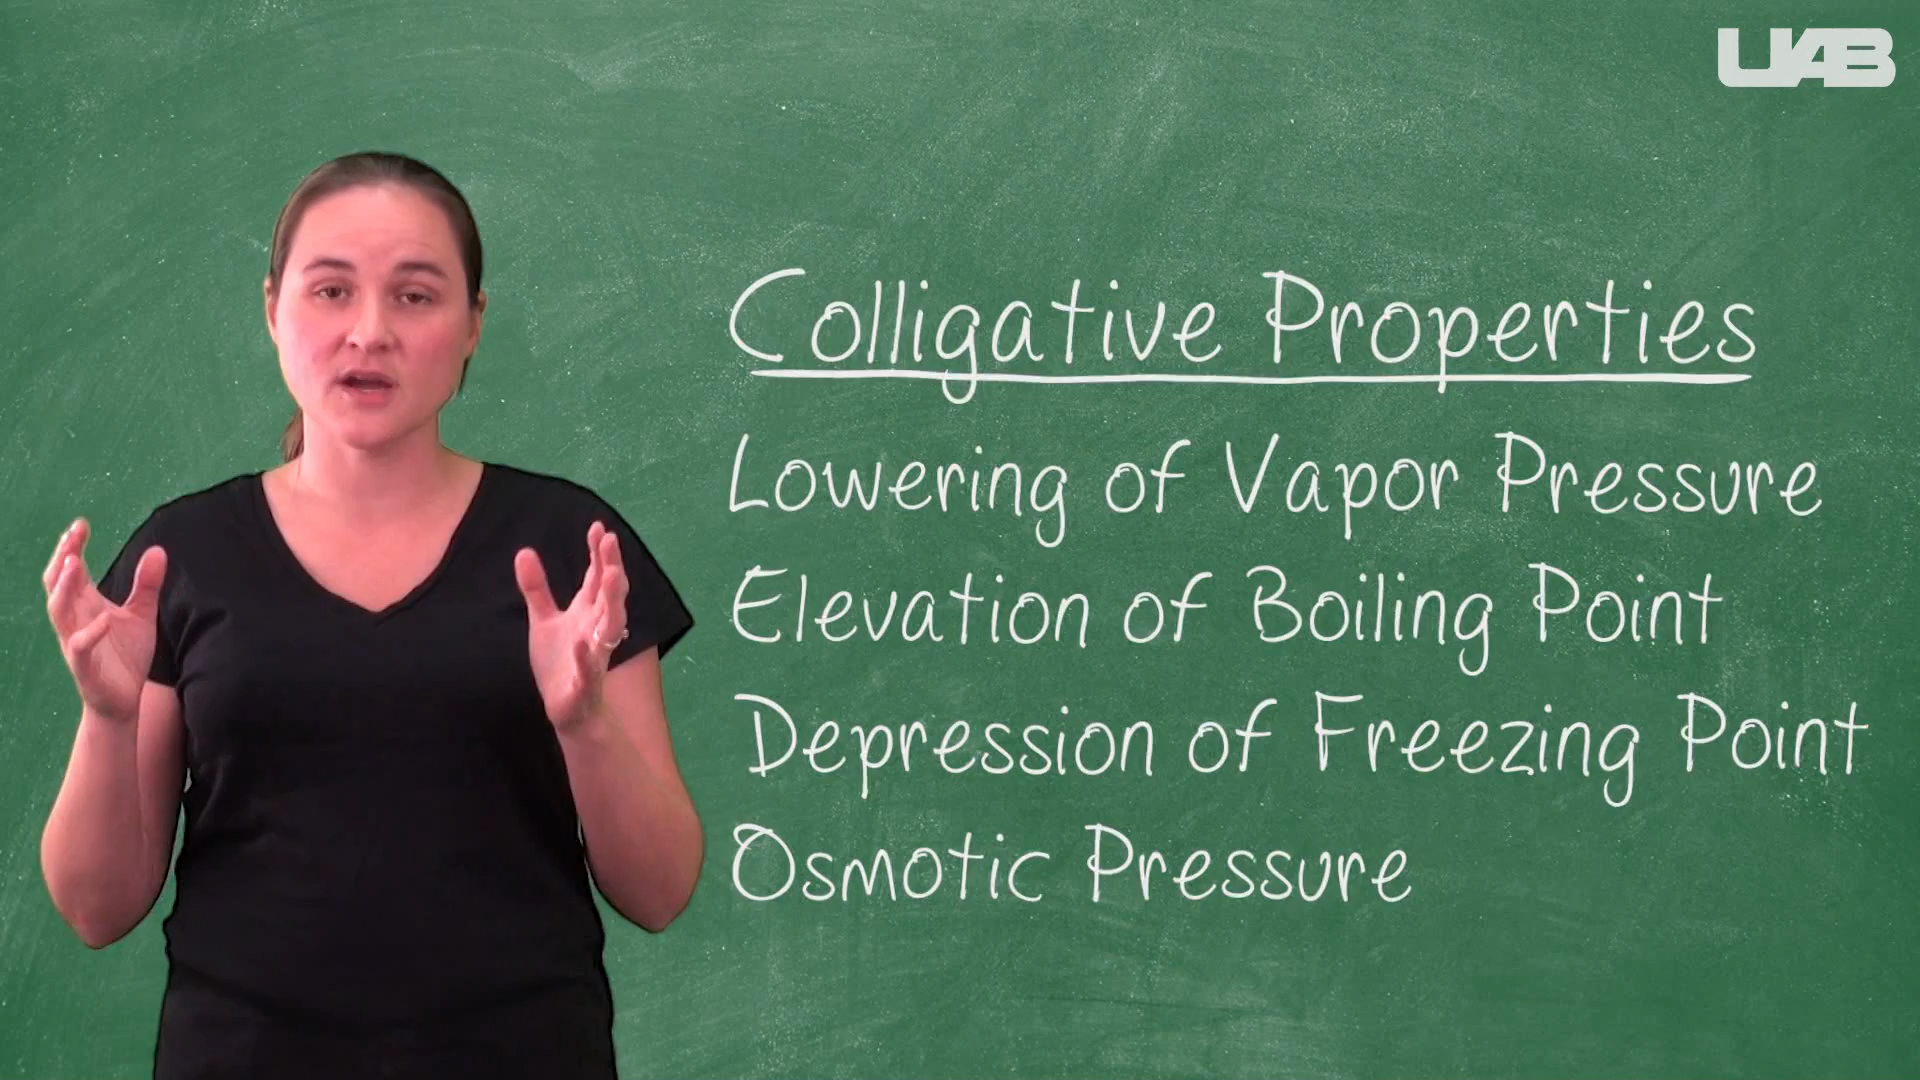 UAB
Colligative Properties
Lowering of Vapor Pressure
Elevation of Boiling Point
Depression of Freezing Point
Osmotic Pressure